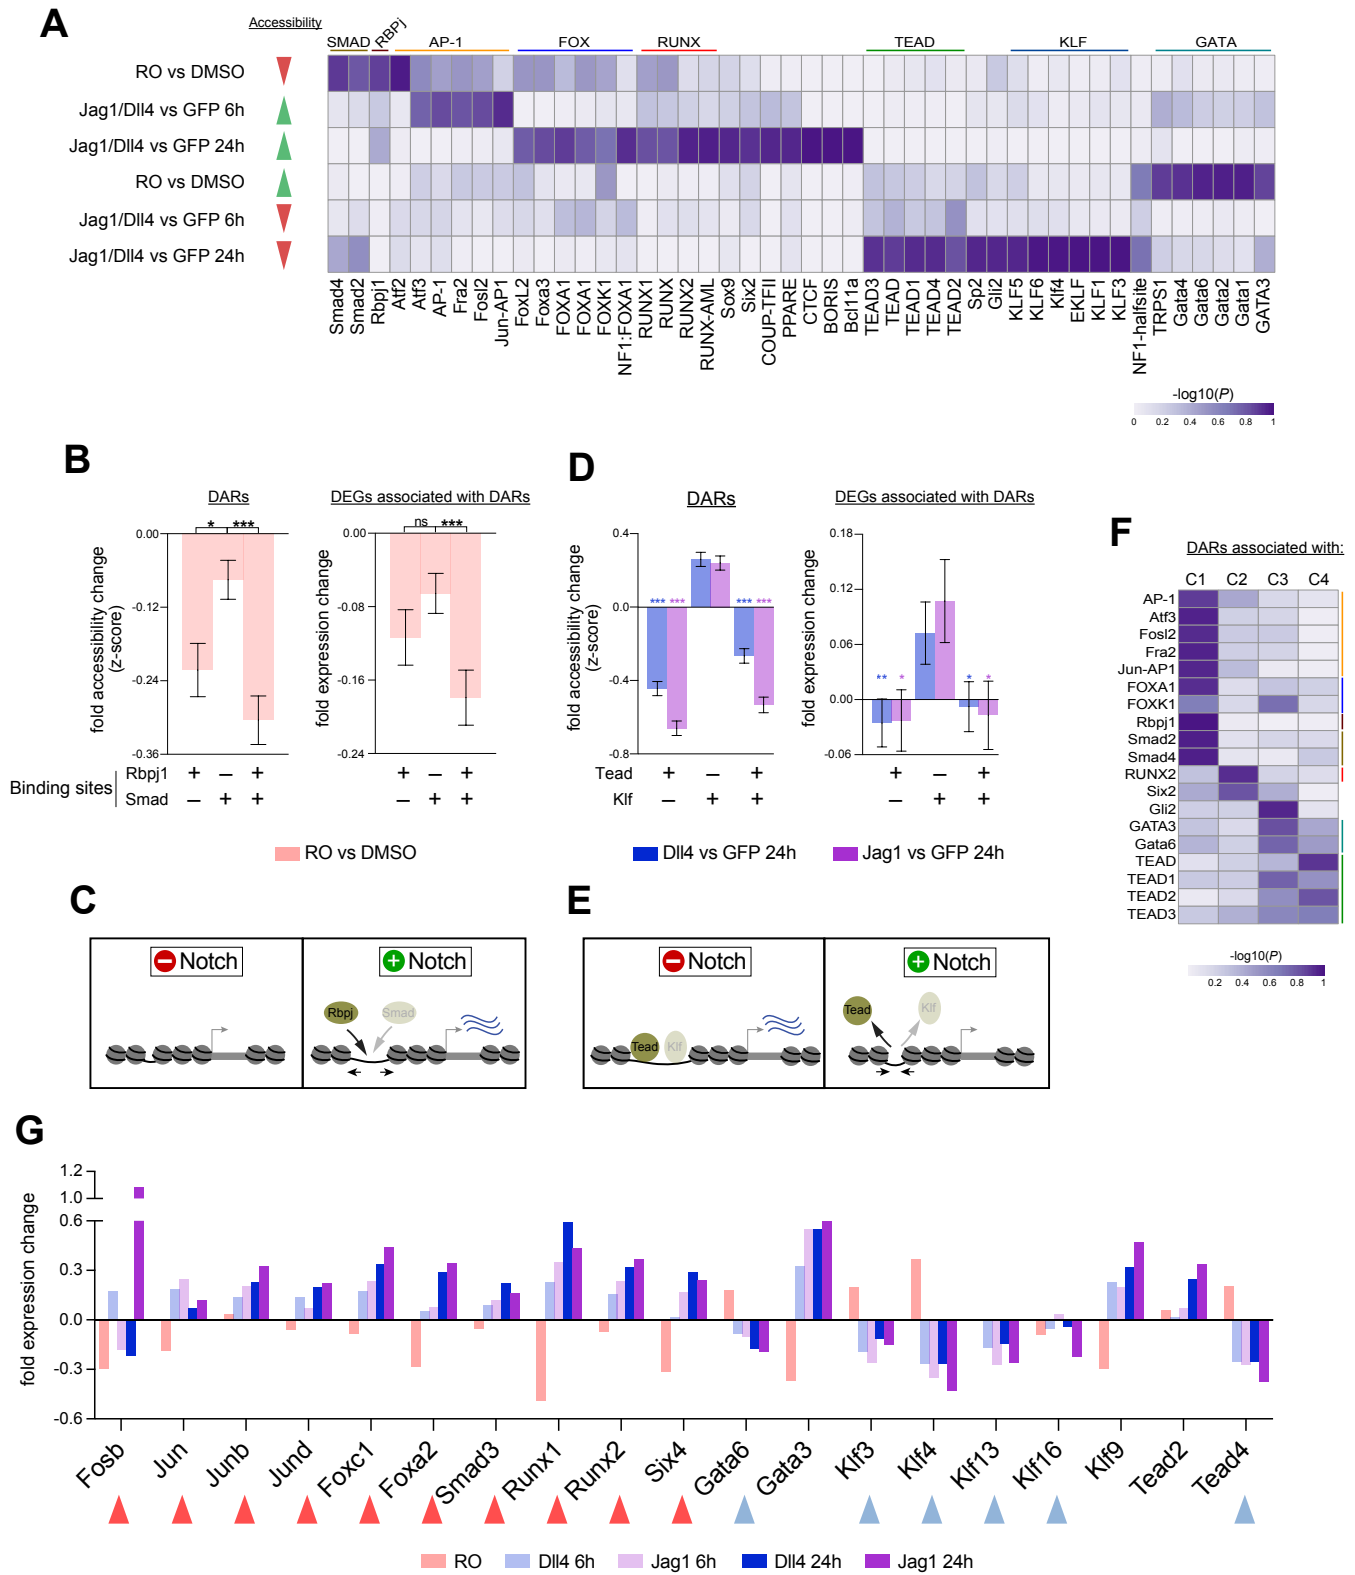 A
Accessibility
SMAD RBPj AP-1 FOX RUNX TEAD KLF GATA
RO vs DMSO
Jag1/Dll4 vs GFP 6h
Jag1/Dll4 vs GFP 24h
RO vs DMSO
Jag1/Dll4 vs GFP 6h
Jag1/Dll4 vs GFP 24h
Smad4 Smad2 Rbpj1 Atf2 Atf3 AP-1 Fra2 Fosl2 Jun-AP1 FoxL2 Foxa3 FOXA1 FOXA1 FOXK1 NF1:FOXA1 RUNX1 RUNX RUNX2 RUNX-AML Sox9 Six2 COUP-TFII PPARE CTCF BORIS Bcl11a TEAD3 TEAD TEAD1 TEAD4 TEAD2 Sp2 Gli2 KLF5 KLF6 Klf4 EKLF KLF1 KLF3 NF1-halfsite TRPS1 Gata4 Gata6 Gata2 Gata1 GATA3
-log10(P)
0 0.2 0.4 0.6 0.8 1
B
DARs
DEGs associated with DARs
* ***
ns ***
fold accessibility change
(z-score)
0.00
-0.12
-0.24
-0.36
fold expression change
0.00
-0.08
-0.16
-0.24
Binding sites
Rbpj1 + – + + – +
Smad – + + – + +
RO vs DMSO
D
DARs
DEGs associated with DARs
fold accessibility change
(z-score)
0.4
0.0
-0.4
-0.8
*** *** *** ***
fold expression change
0.18
0.12
0.06
0.00
-0.06
** * * *
Tead + – + + – +
Klf – + + – + +
Dll4 vs GFP 24h Jag1 vs GFP 24h
F
DARs associated with:
C1 C2 C3 C4
AP-1
Atf3
Fosl2
Fra2
Jun-AP1
FOXA1
FOXK1
Rbpj1
Smad2
Smad4
RUNX2
Six2
Gli2
GATA3
Gata6
TEAD
TEAD1
TEAD2
TEAD3
-log10(P)
0.2 0.4 0.6 0.8 1
C
– Notch
+ Notch
Rbpj Smad
E
– Notch
Tead Klf
+ Notch
Tead Klf
G
fold expression change
1.2
1.0
0.6
0.3
0.0
-0.3
-0.6
Fosb Jun Junb Jund Foxc1 Foxa2 Smad3 Runx1 Runx2 Six4 Gata6 Gata3 Klf3 Klf4 Klf13 Klf16 Klf9 Tead2 Tead4
RO Dll4 6h Jag1 6h Dll4 24h Jag1 24h